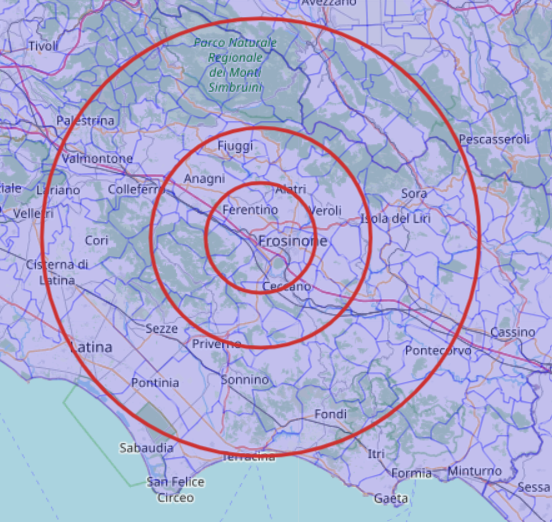 Avezzano
Tivoli
Parco Naturale
Regionale
dei Monti
Simbruini
Palestrina
Pescasseroli
Fiuggi
Valmontone
Anagni
Colleferro
Alatri
Lariano
Sora
Ferentino
Veroli
Velletri
Isola del Liri
Cori
Frosinone
Cisterna di
Latina
Ceccano
Sezze
Cassino
Priverno
Latina
Pontecorvo
Pontinia
Sonnino
Fondi
Sabaudia
Itri
Terracina
Formia
Minturno
San Felice
Circeo
Sessa
Gaeta